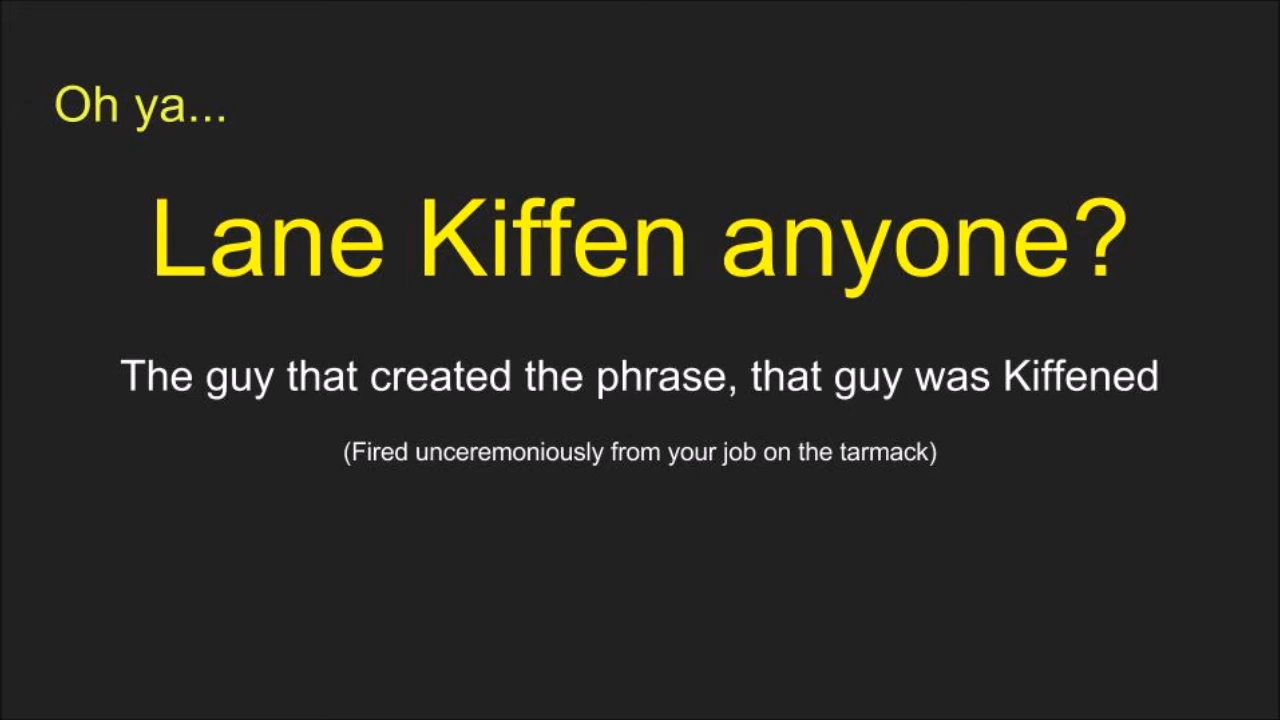 Oh ya...
Lane Kiffen anyone?
The guy that created the phrase, that guy was Kiffened
(Fired unceremoniously from your job on the tarmack)